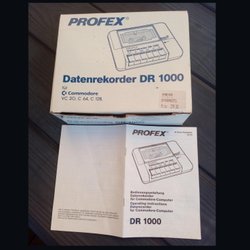 PROFEX®
Datenrekorder DR 1000
für
Commodore
VC 20, C 64, C 128
PROFEX®
Bedienungsanleitung
Datenrekorder
für Commodore-Computer
Operating instructions
Datarecorder
for Commodore-Computer
DR 1000